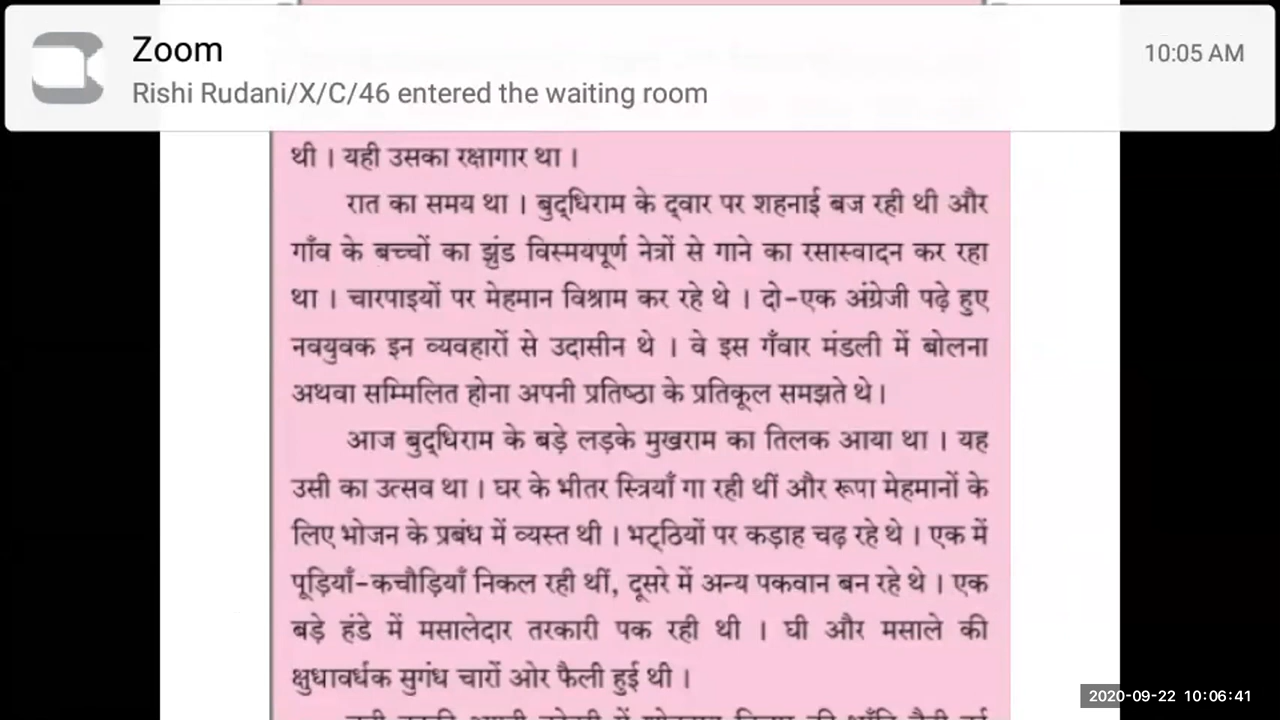 Zoom
10:05 AM
Rishi Rudani/X/C/46 entered the waiting room
थी । यही उसका रक्षागार था ।
रात का समय था । बुद्धिराम के द्वार पर शहनाई बज रही थी और
गाँव के बच्चों का झुंड विस्मयपूर्ण नेत्रों से गाने का रसास्वादन कर रहा
था । चारपाइयों पर मेहमान विश्राम कर रहे थे । दो-एक अंग्रेजी पढ़े हुए
नवयुवक इन व्यवहारों से उदासीन थे । वे इस गँवार मंडली में बोलना
अथवा सम्मिलित होना अपनी प्रतिष्ठा के प्रतिकूल समझते थे ।
आज बुद्धिराम के बड़े लड़के मुखराम का तिलक आया था । यह
उसी का उत्सव था । घर के भीतर स्त्रियाँ गा रही थीं और रूपा मेहमानों के
लिए भोजन के प्रबंध में व्यस्त थी । भट्ठियों पर कड़ाह चढ़ रहे थे । एक में
पूड़ियाँ-कचौड़ियाँ निकल रही थीं, दूसरे में अन्य पकवान बन रहे थे । एक
बड़े हंडे में मसालेदार तरकारी पक रही थी । घी और मसाले की
क्षुधावर्धक सुगंध चारों ओर फैली हुई थी ।
2020-09-22 10:06:41